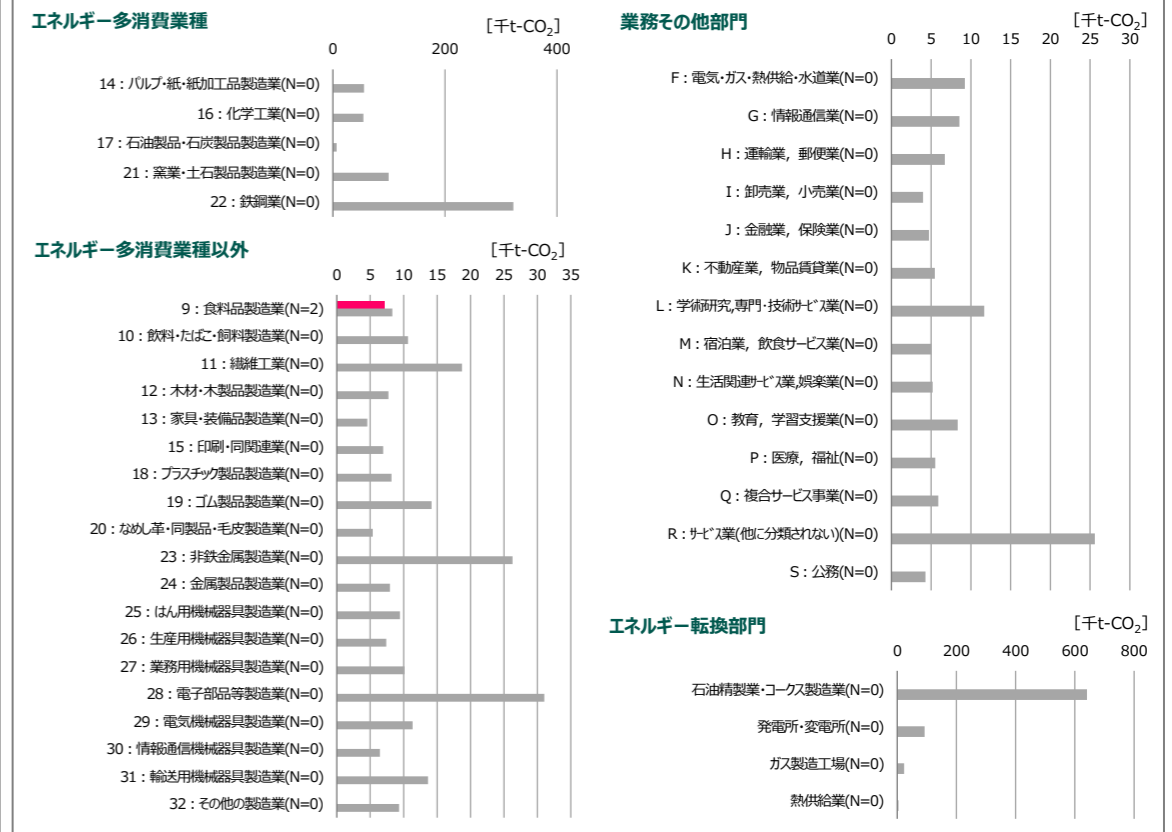 エネルギー多消費業種
[千t-CO2]
0 200 400
14：パルプ・紙・紙加工品製造業(N=0)
16：化学工業(N=0)
17：石油製品・石炭製品製造業(N=0)
21：窯業・土石製品製造業(N=0)
22：鉄鋼業(N=0)
エネルギー多消費業種以外
[千t-CO2]
0 5 10 15 20 25 30 35
9：食料品製造業(N=2)
10：飲料・たばこ・飼料製造業(N=0)
11：繊維工業(N=0)
12：木材・木製品製造業(N=0)
13：家具・装備品製造業(N=0)
15：印刷・同関連業(N=0)
18：プラスチック製品製造業(N=0)
19：ゴム製品製造業(N=0)
20：なめし革・同製品・毛皮製造業(N=0)
23：非鉄金属製造業(N=0)
24：金属製品製造業(N=0)
25：はん用機械器具製造業(N=0)
26：生産用機械器具製造業(N=0)
27：業務用機械器具製造業(N=0)
28：電子部品等製造業(N=0)
29：電気機械器具製造業(N=0)
30：情報通信機械器具製造業(N=0)
31：輸送用機械器具製造業(N=0)
32：その他の製造業(N=0)
業務その他部門
[千t-CO2]
0 5 10 15 20 25 30
F：電気・ガス・熱供給・水道業(N=0)
G：情報通信業(N=0)
H：運輸業，郵便業(N=0)
I：卸売業，小売業(N=0)
J：金融業，保険業(N=0)
K：不動産業，物品賃貸業(N=0)
L：学術研究,専門・技術サービス業(N=0)
M：宿泊業，飲食サービス業(N=0)
N：生活関連サービス業,娯楽業(N=0)
O：教育，学習支援業(N=0)
P：医療，福祉(N=0)
Q：複合サービス事業(N=0)
R：サービス業(他に分類されない)(N=0)
S：公務(N=0)
エネルギー転換部門
[千t-CO2]
0 200 400 600 800
石油精製業・コークス製造業(N=0)
発電所・変電所(N=0)
ガス製造工場(N=0)
熱供給業(N=0)